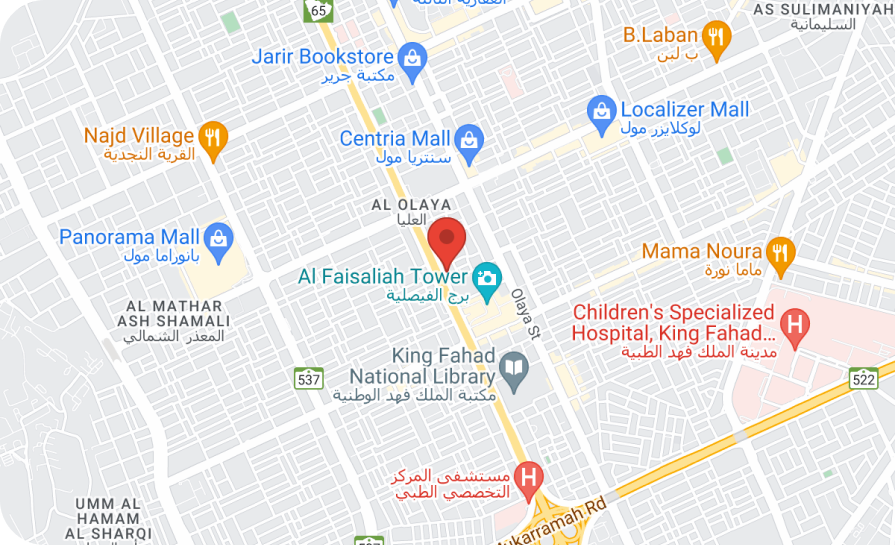 65
العقارية الثالثة
AS SULIMANIYAH
السليمانية
B.Laban
ب لبن
Jarir Bookstore
مكتبة جرير
Localizer Mall
لوكلايزر مول
Najd Village
القرية النجدية
Centria Mall
سنتريا مول
AL OLAYA
العليا
Panorama Mall
بانوراما مول
Mama Noura
ماما نورة
Al Faisaliah Tower
برج الفيصلية
Olaya St
AL MATHAR
ASH SHAMALI
المعذر الشمالي
Children's Specialized
Hospital, King Fahad...
مدينة الملك فهد الطبية
King Fahad
National Library
مكتبة الملك فهد الوطنية
537
522
مستشفى المركز
التخصصي الطبي
UMM AL
HAMAM
AL SHARQI
ukarramah Rd